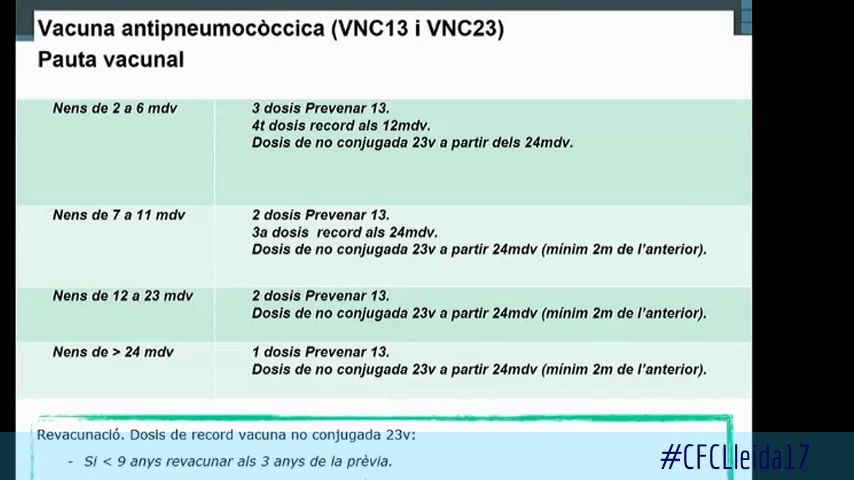 Vacuna antipneumocòccica (VNC13 i VNC23)
Pauta vacunal
Nens de 2 a 6 mdv
3 dosis Prevenar 13.
4t dosis record als 12mdv.
Dosis de no conjugada 23v a partir dels 24mdv.
Nens de 7 a 11 mdv
2 dosis Prevenar 13.
3a dosis record als 24mdv.
Dosis de no conjugada 23v a partir 24mdv (mínim 2m de l'anterior).
Nens de 12 a 23 mdv
2 dosis Prevenar 13.
Dosis de no conjugada 23v a partir 24mdv (mínim 2m de l'anterior).
Nens de > 24 mdv
1 dosis Prevenar 13.
Dosis de no conjugada 23v a partir 24mdv (mínim 2m de l'anterior).
Revacunació. Dosis de record vacuna no conjugada 23v:
- Si < 9 anys revacunar als 3 anys de la prèvia.
#CFCLleida17